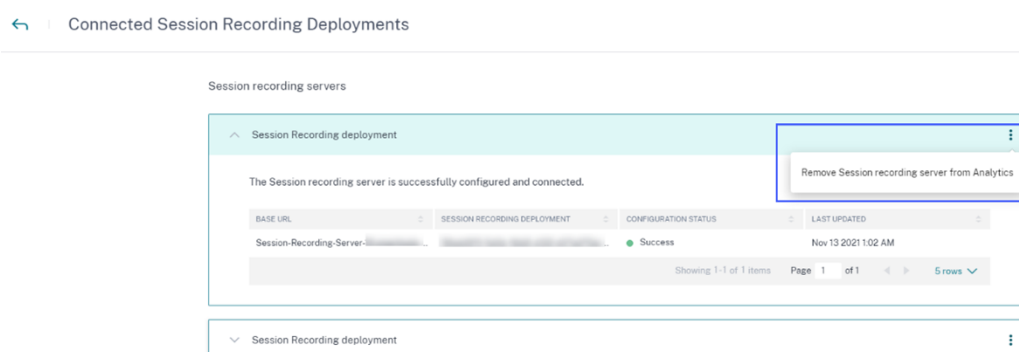 Connected Session Recording Deployments
Session recording servers
Session Recording deployment
Remove Session recording server from Analytics
The Session recording server is successfully configured and connected.
BASE URL SESSION RECORDING DEPLOYMENT CONFIGURATION STATUS LAST UPDATED
Session-Recording-Server- ... ... Success Nov 13 2021 1:02 AM
Showing 1-1 of 1 items Page 1 of 1 5 rows
Session Recording deployment